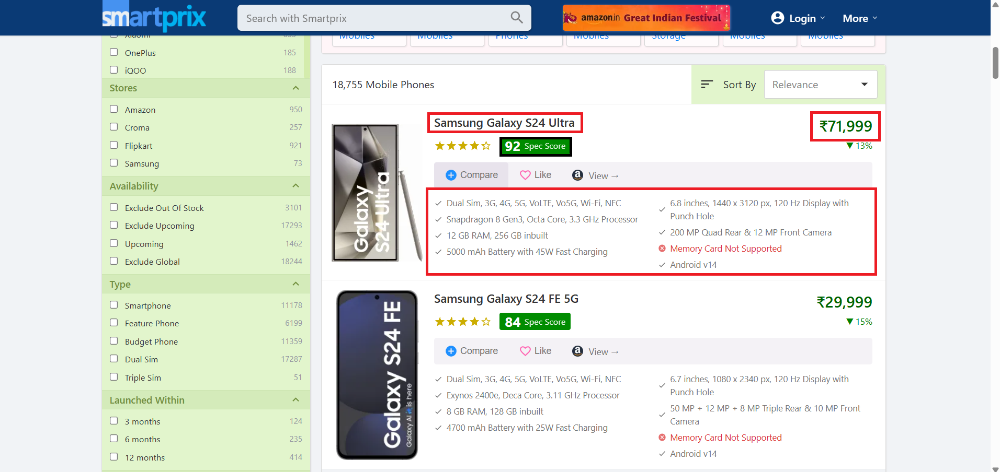 smartprix
Search with Smartprix
amazon.in Great Indian Festival
Login
More
Xiaomi
OnePlus 185
iQOO 188
Stores
Amazon 950
Croma 257
Flipkart 921
Samsung 73
Availability
Exclude Out Of Stock 3101
Exclude Upcoming 17293
Upcoming 1462
Exclude Global 18244
Type
Smartphone 11178
Feature Phone 6199
Budget Phone 11359
Dual Sim 17287
Triple Sim 51
Launched Within
3 months 124
6 months 235
12 months 414
Mobiles Mobiles Phones Mobiles Storage Mobiles Mobiles
18,755 Mobile Phones
Sort By Relevance
Samsung Galaxy S24 Ultra
₹71,999
92 Spec Score
▼ 13%
Compare Like View →
Dual Sim, 3G, 4G, 5G, VoLTE, Vo5G, Wi-Fi, NFC
Snapdragon 8 Gen3, Octa Core, 3.3 GHz Processor
12 GB RAM, 256 GB inbuilt
5000 mAh Battery with 45W Fast Charging
6.8 inches, 1440 x 3120 px, 120 Hz Display with
Punch Hole
200 MP Quad Rear & 12 MP Front Camera
Memory Card Not Supported
Android v14
Galaxy
S24 Ultra
Samsung Galaxy S24 FE 5G
₹29,999
84 Spec Score
▼ 15%
Compare Like View →
Dual Sim, 3G, 4G, 5G, VoLTE, Vo5G, Wi-Fi, NFC
Exynos 2400e, Deca Core, 3.11 GHz Processor
8 GB RAM, 128 GB inbuilt
4700 mAh Battery with 25W Fast Charging
6.7 inches, 1080 x 2340 px, 120 Hz Display with
Punch Hole
50 MP + 12 MP + 8 MP Triple Rear & 10 MP Front
Camera
Memory Card Not Supported
Android v14
Galaxy S24 FE
Galaxy AI is here